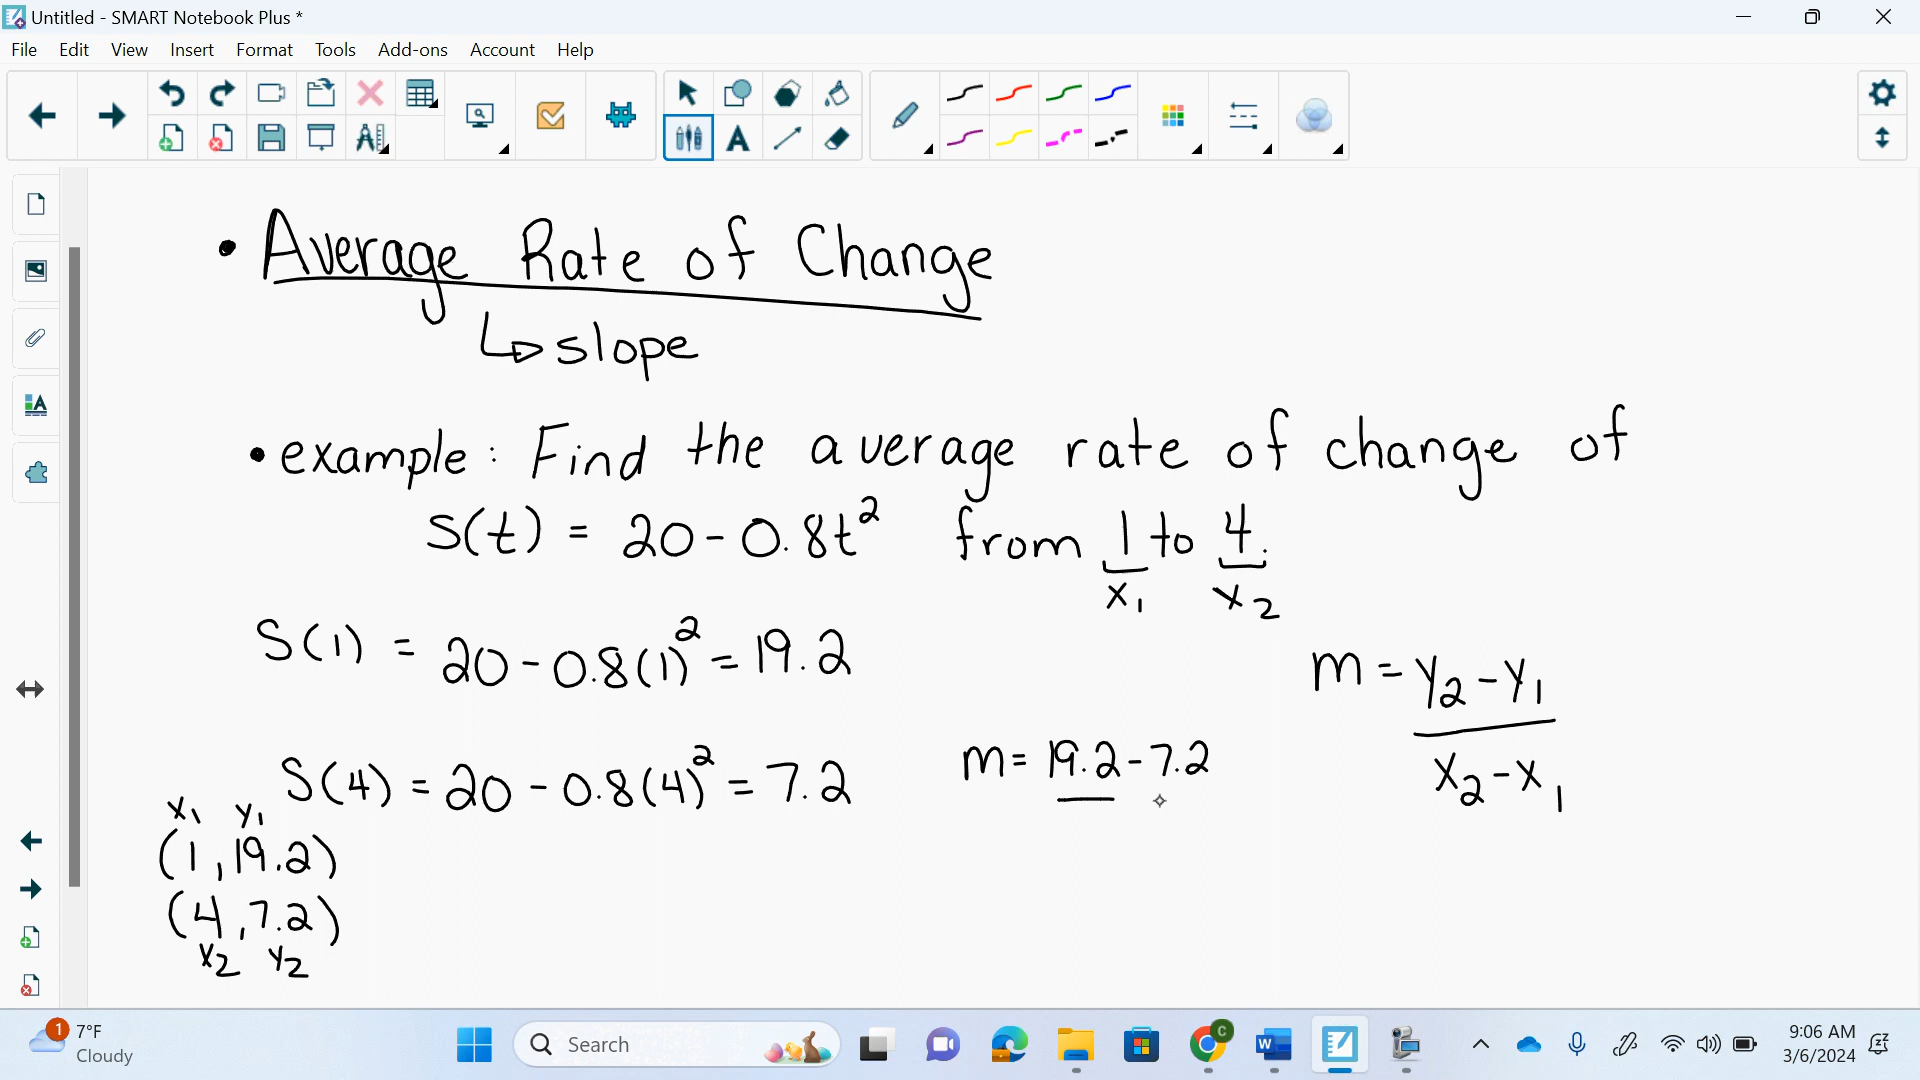 Untitled - SMART Notebook Plus *
File Edit View Insert Format Tools Add-ons Account Help
• Average Rate of Change
↳ slope
• example: Find the average rate of change of
S(t) = 20 - 0.8t² from 1 to 4.
x₁ x₂
S(1) = 20 - 0.8(1)² = 19.2
m = y₂ - y₁
x₂ - x₁
S(4) = 20 - 0.8(4)² = 7.2
m = 19.2 - 7.2
x₁ y₁
(1, 19.2)
(4, 7.2)
x₂ y₂
1
7°F
Cloudy
Search
C
W
9:06 AM
3/6/2024